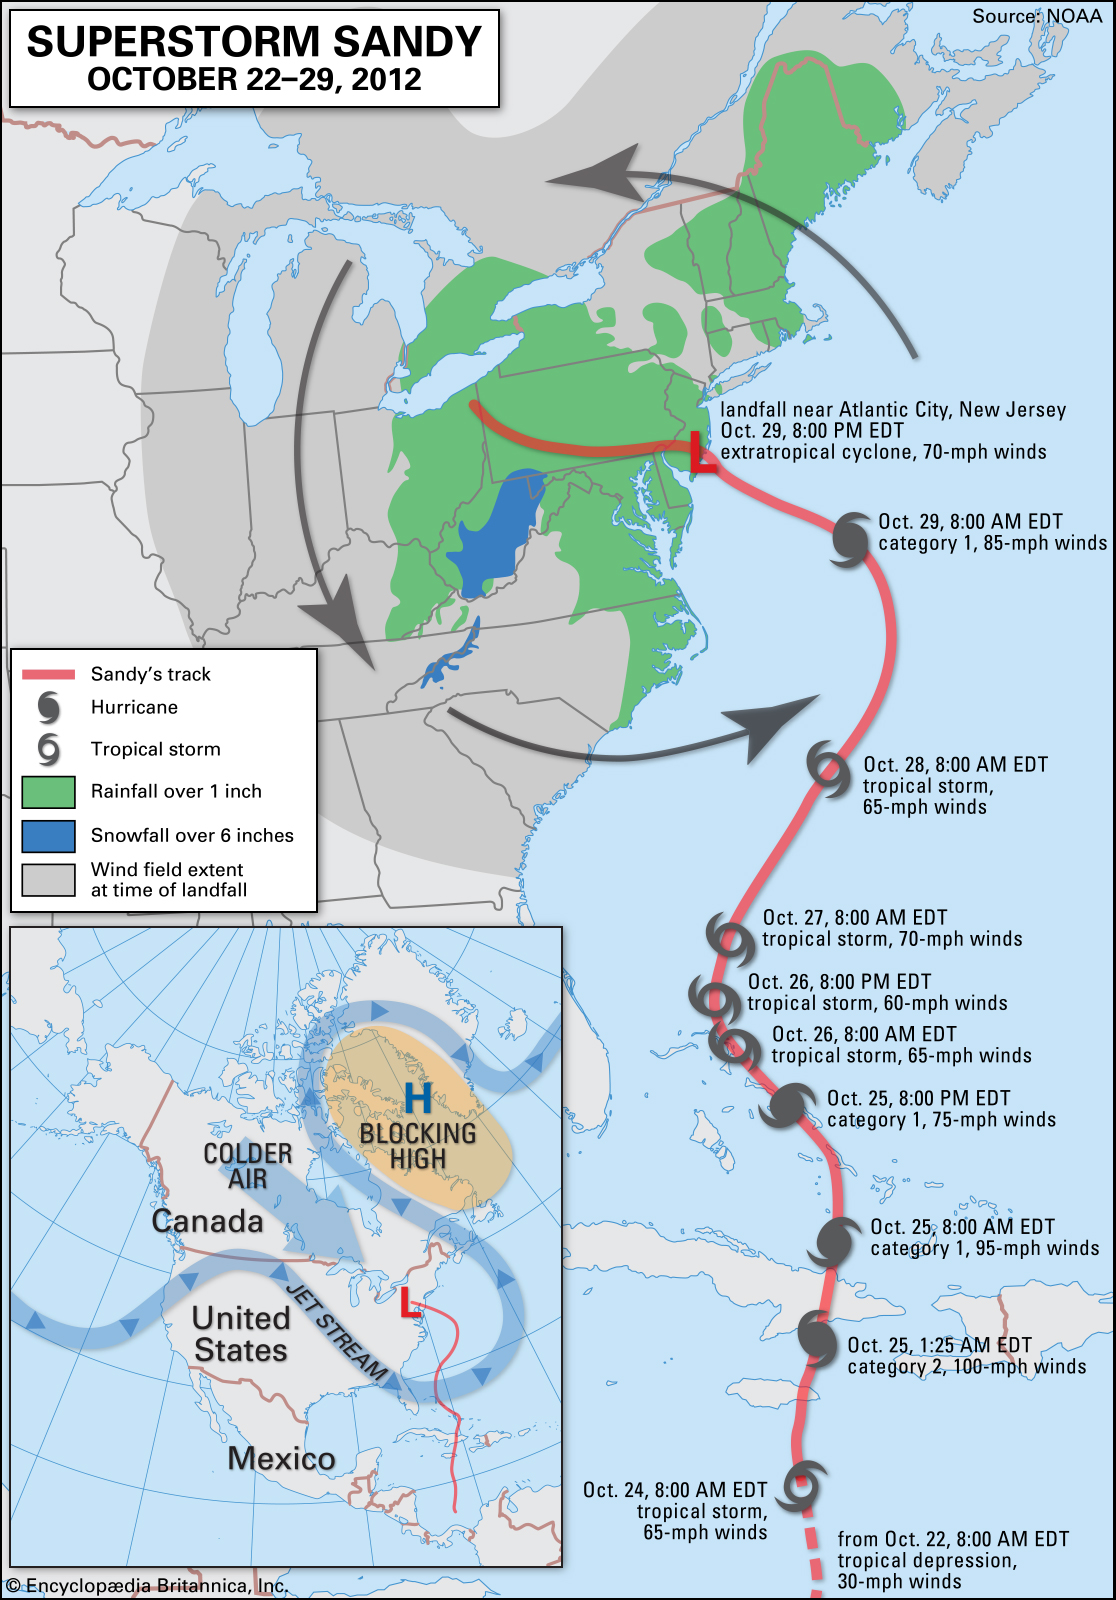 SUPERSTORM SANDY
OCTOBER 22–29, 2012
Source: NOAA
landfall near Atlantic City, New Jersey
Oct. 29, 8:00 PM EDT
extratropical cyclone, 70-mph winds
L
Oct. 29, 8:00 AM EDT
category 1, 85-mph winds
Sandy's track
Hurricane
Tropical storm
Rainfall over 1 inch
Snowfall over 6 inches
Wind field extent
at time of landfall
Oct. 28, 8:00 AM EDT
tropical storm,
65-mph winds
Oct. 27, 8:00 AM EDT
tropical storm, 70-mph winds
Oct. 26, 8:00 PM EDT
tropical storm, 60-mph winds
Oct. 26, 8:00 AM EDT
tropical storm, 65-mph winds
Oct. 25, 8:00 PM EDT
category 1, 75-mph winds
Oct. 25, 8:00 AM EDT
category 1, 95-mph winds
Oct. 25, 1:25 AM EDT
category 2, 100-mph winds
Oct. 24, 8:00 AM EDT
tropical storm,
65-mph winds
from Oct. 22, 8:00 AM EDT
tropical depression,
30-mph winds
H
BLOCKING
HIGH
COLDER
AIR
Canada
L
JET STREAM
United
States
Mexico
© Encyclopædia Britannica, Inc.